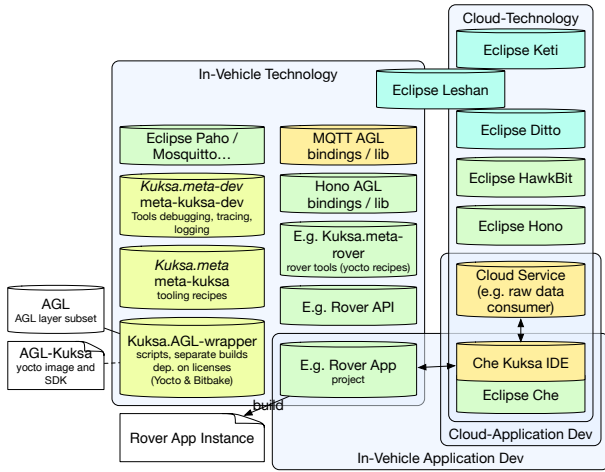 Cloud-Technology
Eclipse Keti
In-Vehicle Technology
Eclipse Leshan
Eclipse Paho /
Mosquitto…
MQTT AGL
bindings / lib
Eclipse Ditto
Kuksa.meta-dev
meta-kuksa-dev
Tools debugging, tracing,
logging
Hono AGL
bindings / lib
Eclipse HawkBit
E.g. Kuksa.meta-
rover
rover tools (yocto recipes)
Eclipse Hono
Kuksa.meta
meta-kuksa
tooling recipes
E.g. Rover API
Cloud Service
(e.g. raw data
consumer)
AGL
AGL layer subset
AGL-Kuksa
yocto image and
SDK
Kuksa.AGL-wrapper
scripts, separate builds
dep. on licenses
(Yocto & Bitbake)
E.g. Rover App
project
Che Kuksa IDE
Eclipse Che
build
Rover App Instance
Cloud-Application Dev
In-Vehicle Application Dev